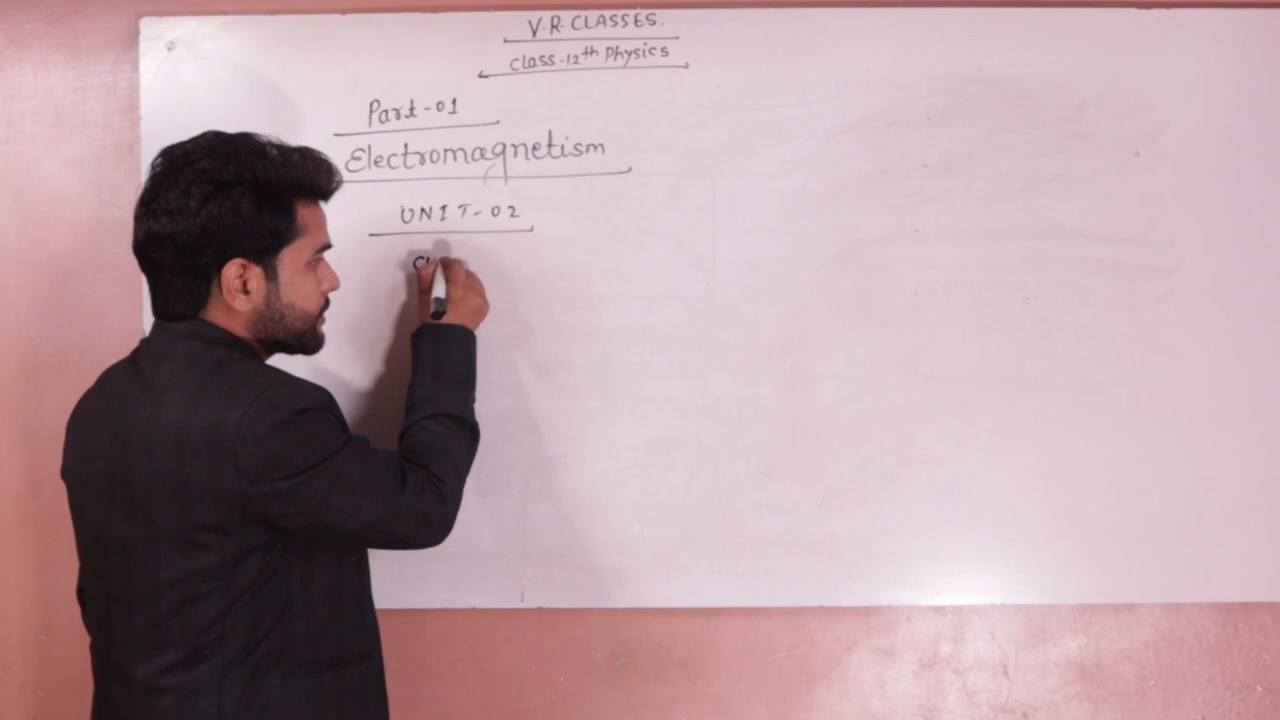 V.R. CLASSES.
Class-12th Physics
Part-01
Electromagnetism
UNIT-02